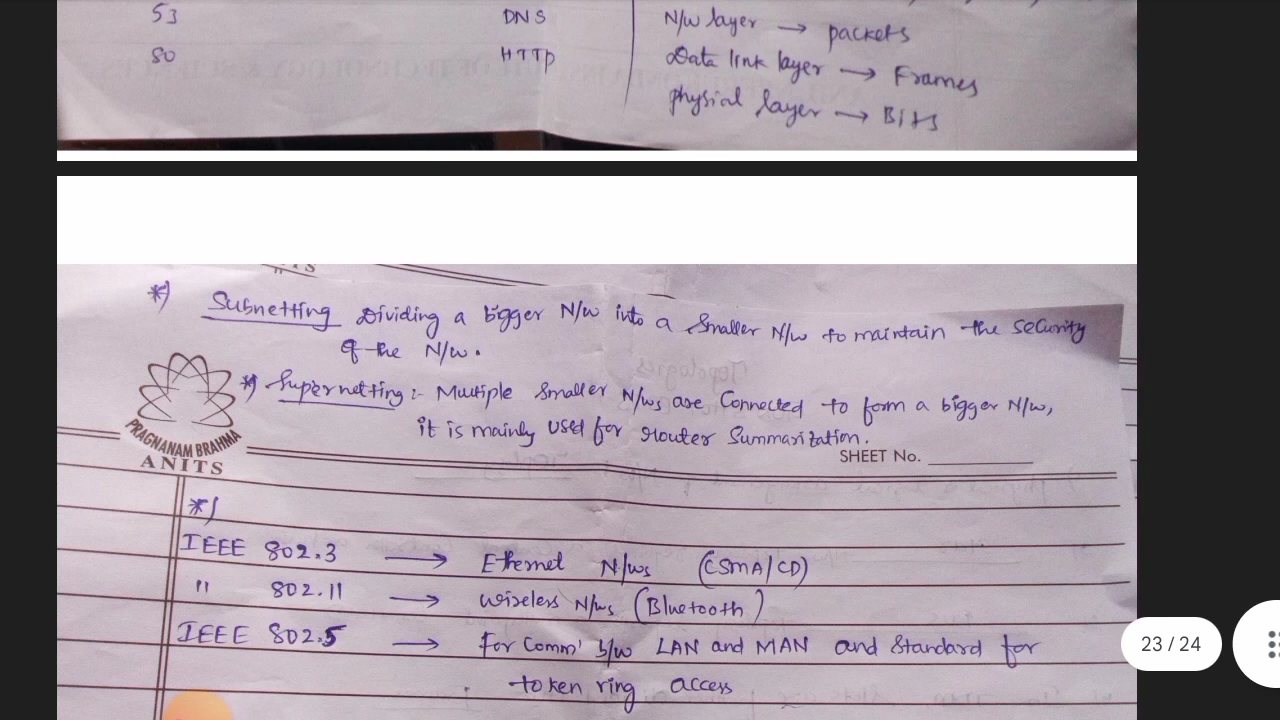 53 DNS
80 HTTP
N/w layer → packets
Data link layer → Frames
physial layer → Bits
*) Subnetting Dividing a bigger N/w into a smaller N/w to maintain the security
of the N/w.
*) Supernetting :- Multiple smaller N/ws are Connected to form a bigger N/w,
it is mainly used for router Summarization.
PRAGNANAM BRAHMA
ANITS
SHEET No.
*)
IEEE 802.3 → Ethernet N/ws (CSMA/CD)
" 802.11 → wireless N/ws (Bluetooth)
IEEE 802.5 → For Comm' b/w LAN and MAN and Standard for
token ring access
23 / 24